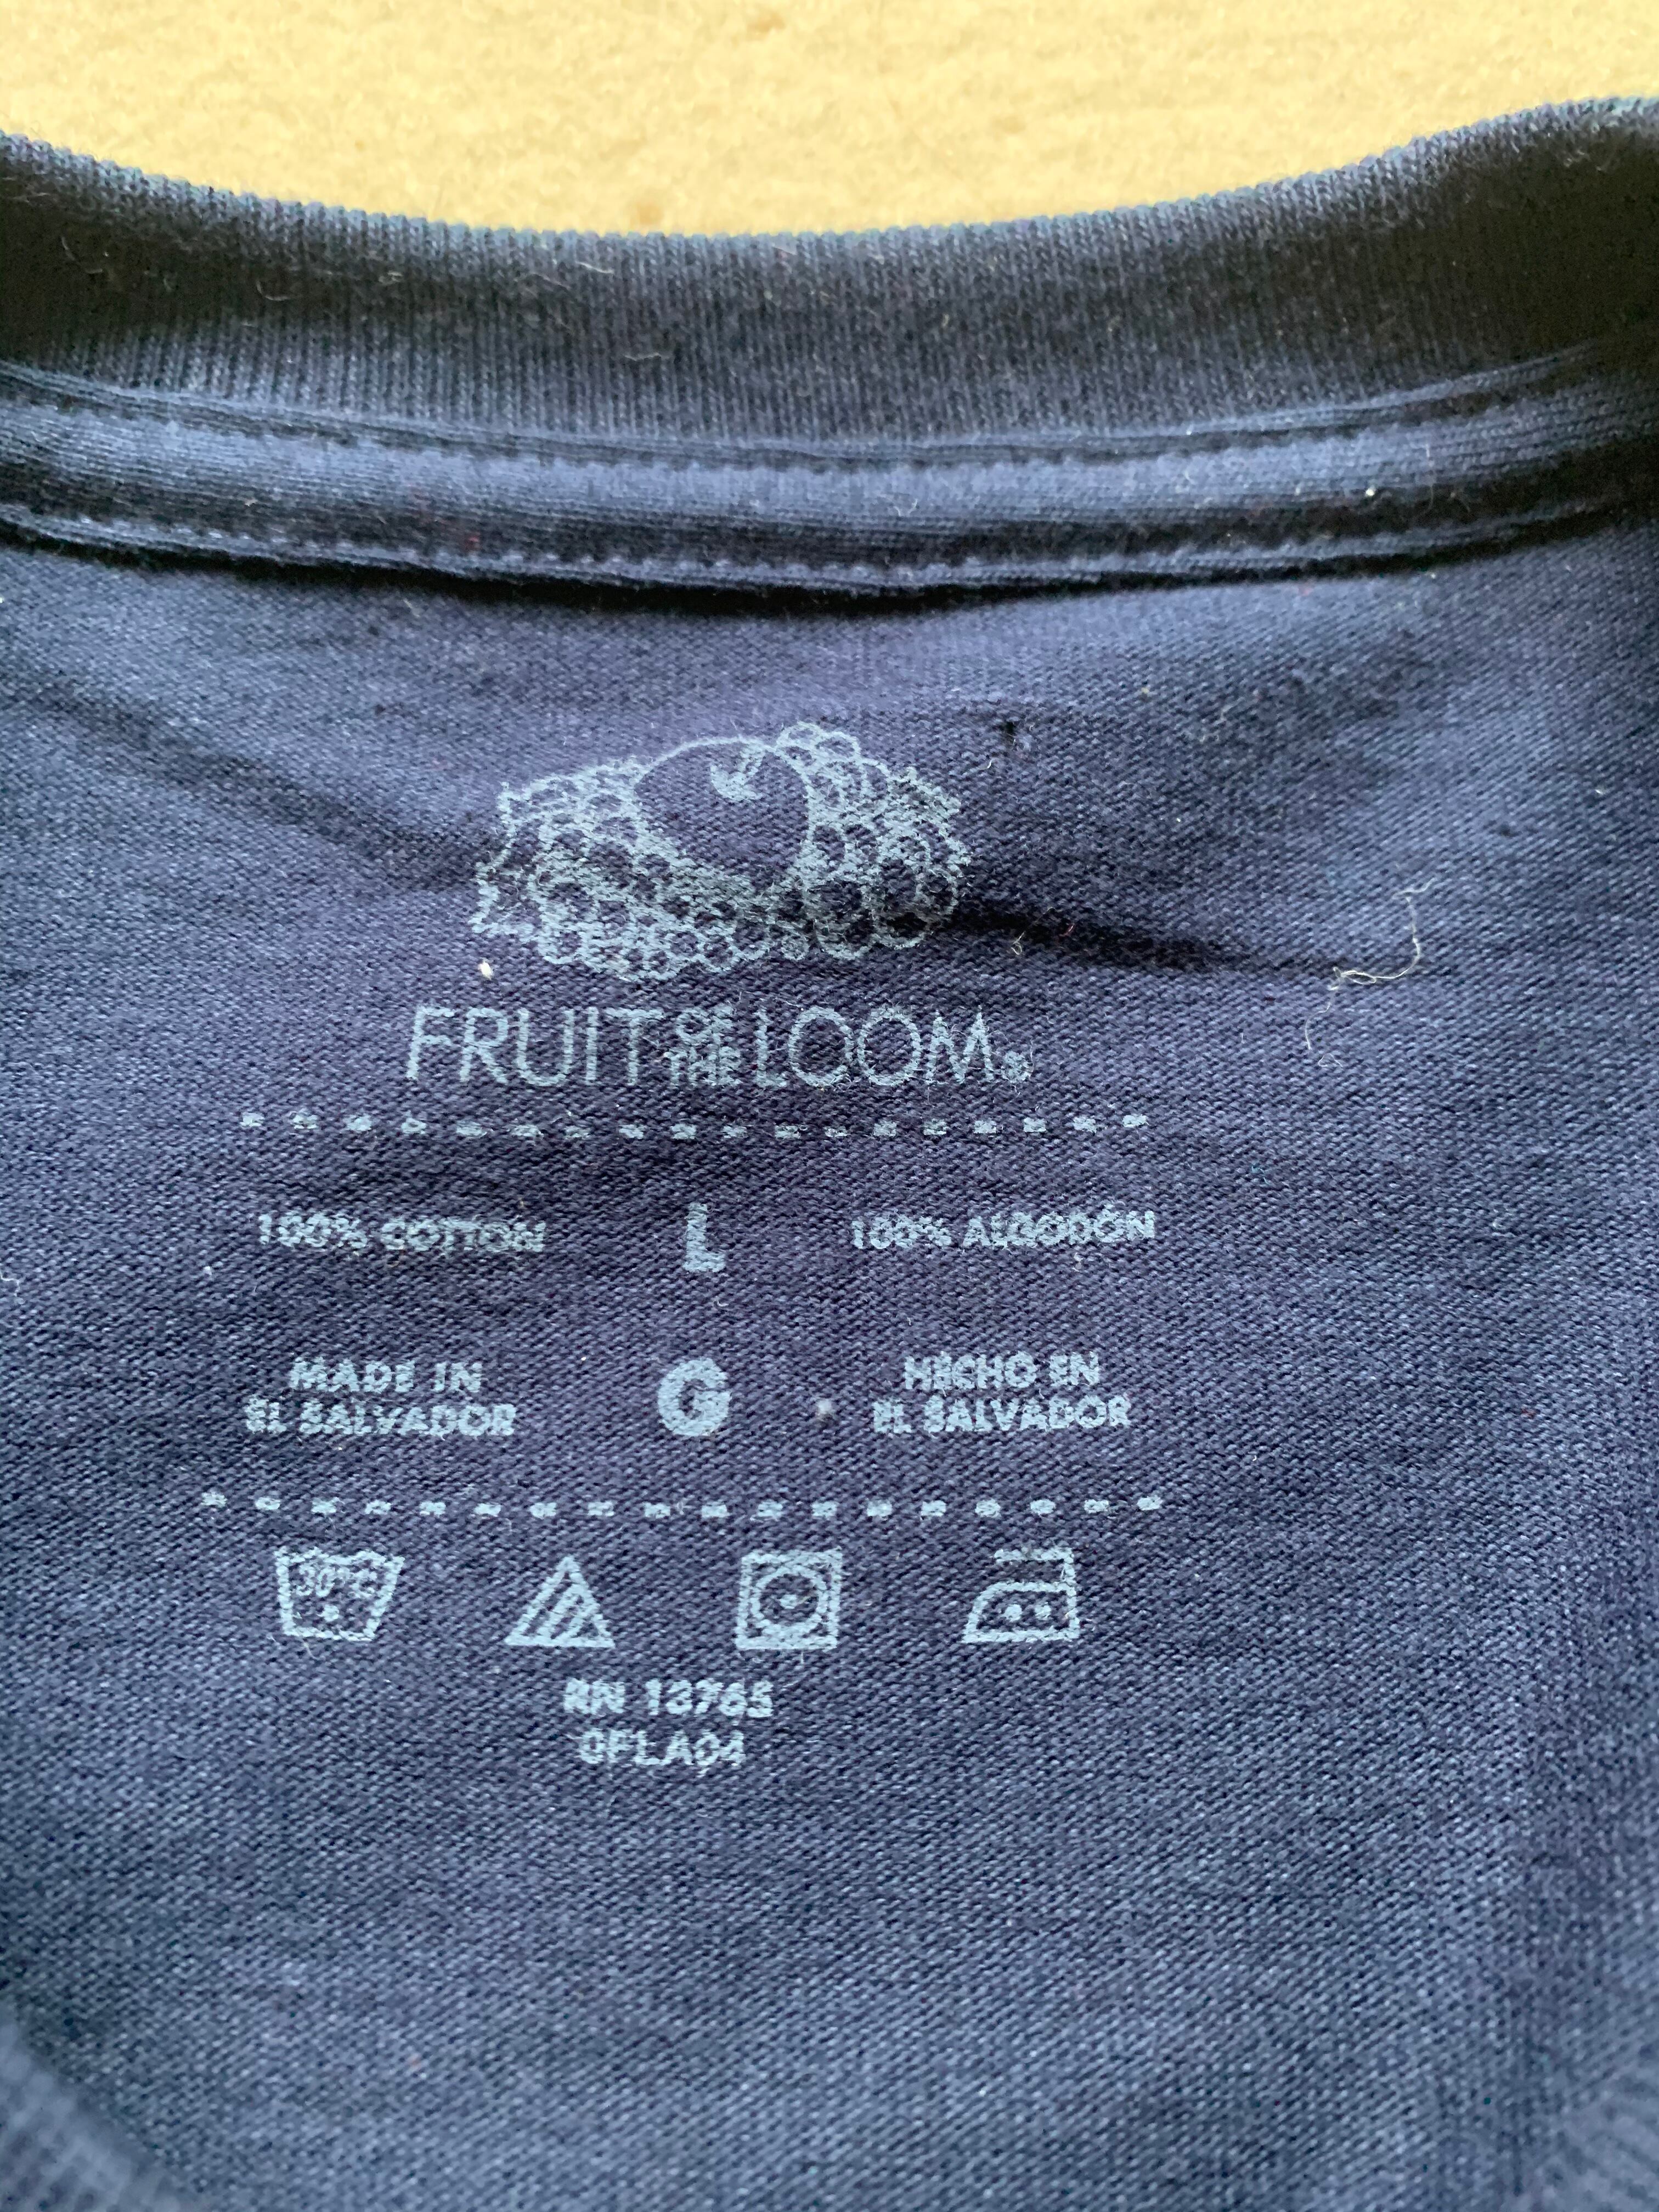 FRUIT OF THE LOOM®
100% COTTON L 100% ALGODÓN
MADE IN
EL SALVADOR
G
HECHO EN
EL SALVADOR
30°C
RN 13765
0FLA04